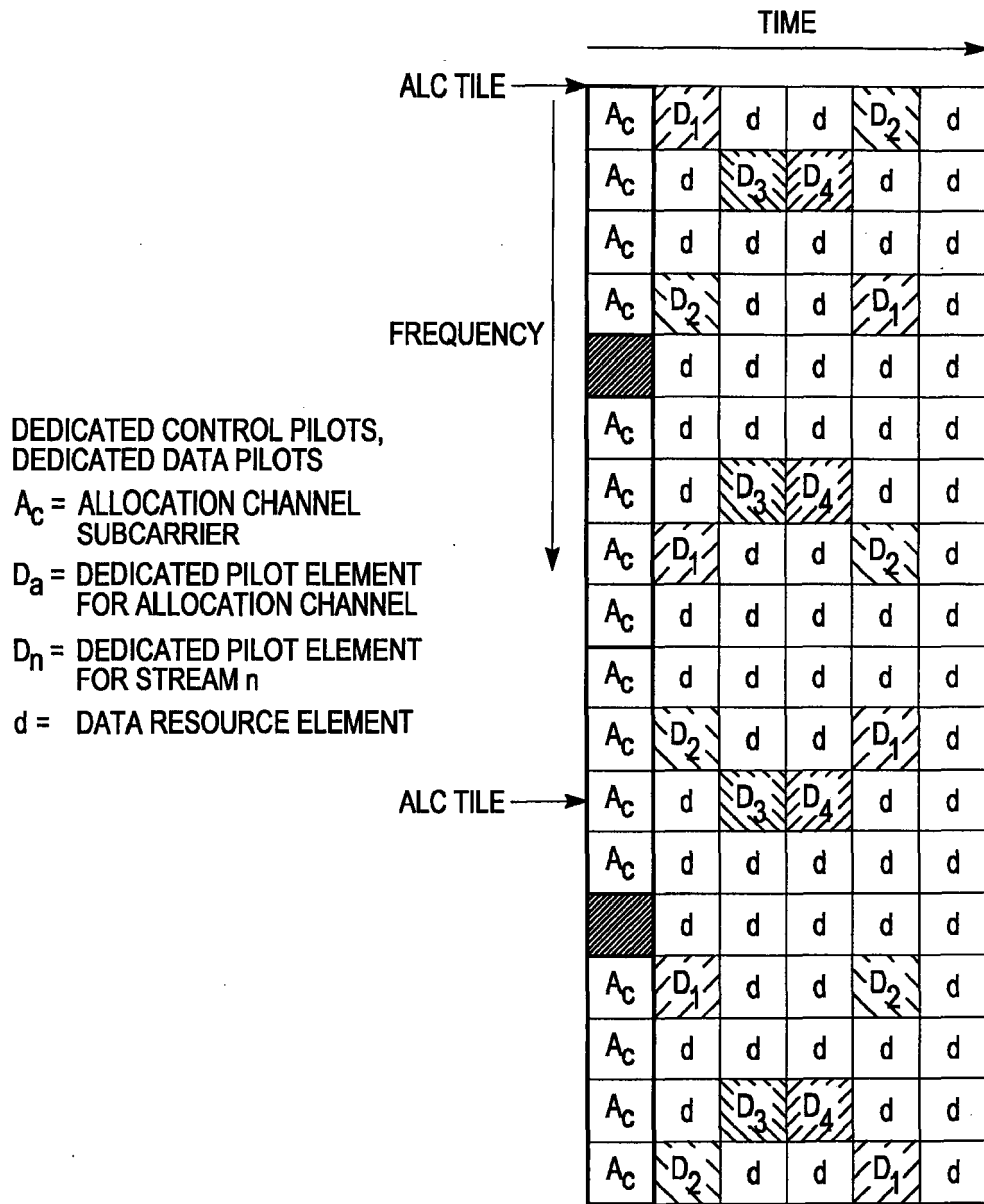 TIME
ALC TILE
FREQUENCY
DEDICATED CONTROL PILOTS,
DEDICATED DATA PILOTS
Ac = ALLOCATION CHANNEL
SUBCARRIER
Da = DEDICATED PILOT ELEMENT
FOR ALLOCATION CHANNEL
Dn = DEDICATED PILOT ELEMENT
FOR STREAM n
d = DATA RESOURCE ELEMENT
ALC TILE
Ac D1 d d D2 d
Ac d D3 D4 d d
Ac d d d d d
Ac D2 d d D1 d
d d d d d
Ac d d d d d
Ac d D3 D4 d d
Ac D1 d d D2 d
Ac d d d d d
Ac d d d d d
Ac D2 d d D1 d
Ac d D3 D4 d d
Ac d d d d d
d d d d d
Ac D1 d d D2 d
Ac d d d d d
Ac d D3 D4 d d
Ac D2 d d D1 d